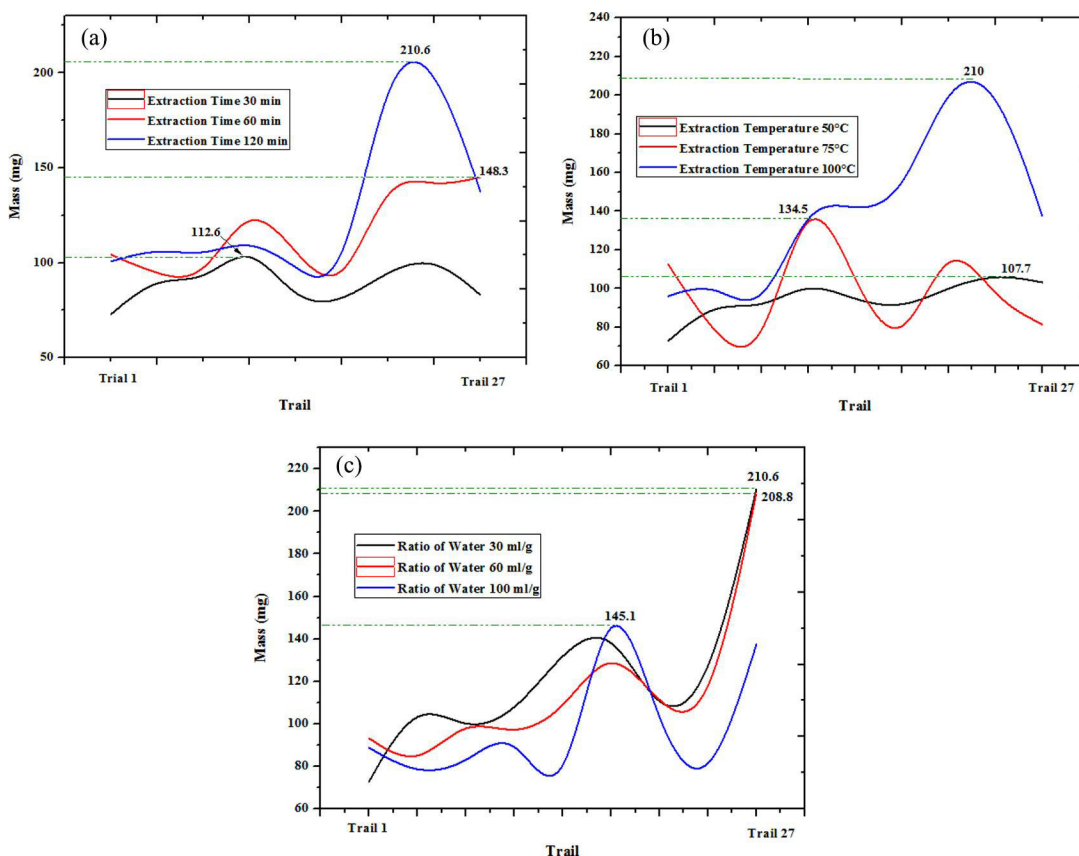 (a)
210.6
200
Extraction Time 30 min
Extraction Time 60 min
Extraction Time 120 min
150
148.3
Mass (mg)
112.6
100
50
Trial 1
Trail 27
Trail
(b)
240
220
210
200
Extraction Temperature 50°C
Extraction Temperature 75°C
Extraction Temperature 100°C
180
160
Mass (mg)
140
134.5
120
107.7
100
80
60
Trail 1
Trail 27
Trail
(c)
220
210.6
208.8
200
Ratio of Water 30 ml/g
Ratio of Water 60 ml/g
Ratio of Water 100 ml/g
180
160
Mass (mg)
145.1
140
120
100
80
60
Trail 1
Trail 27
Trail